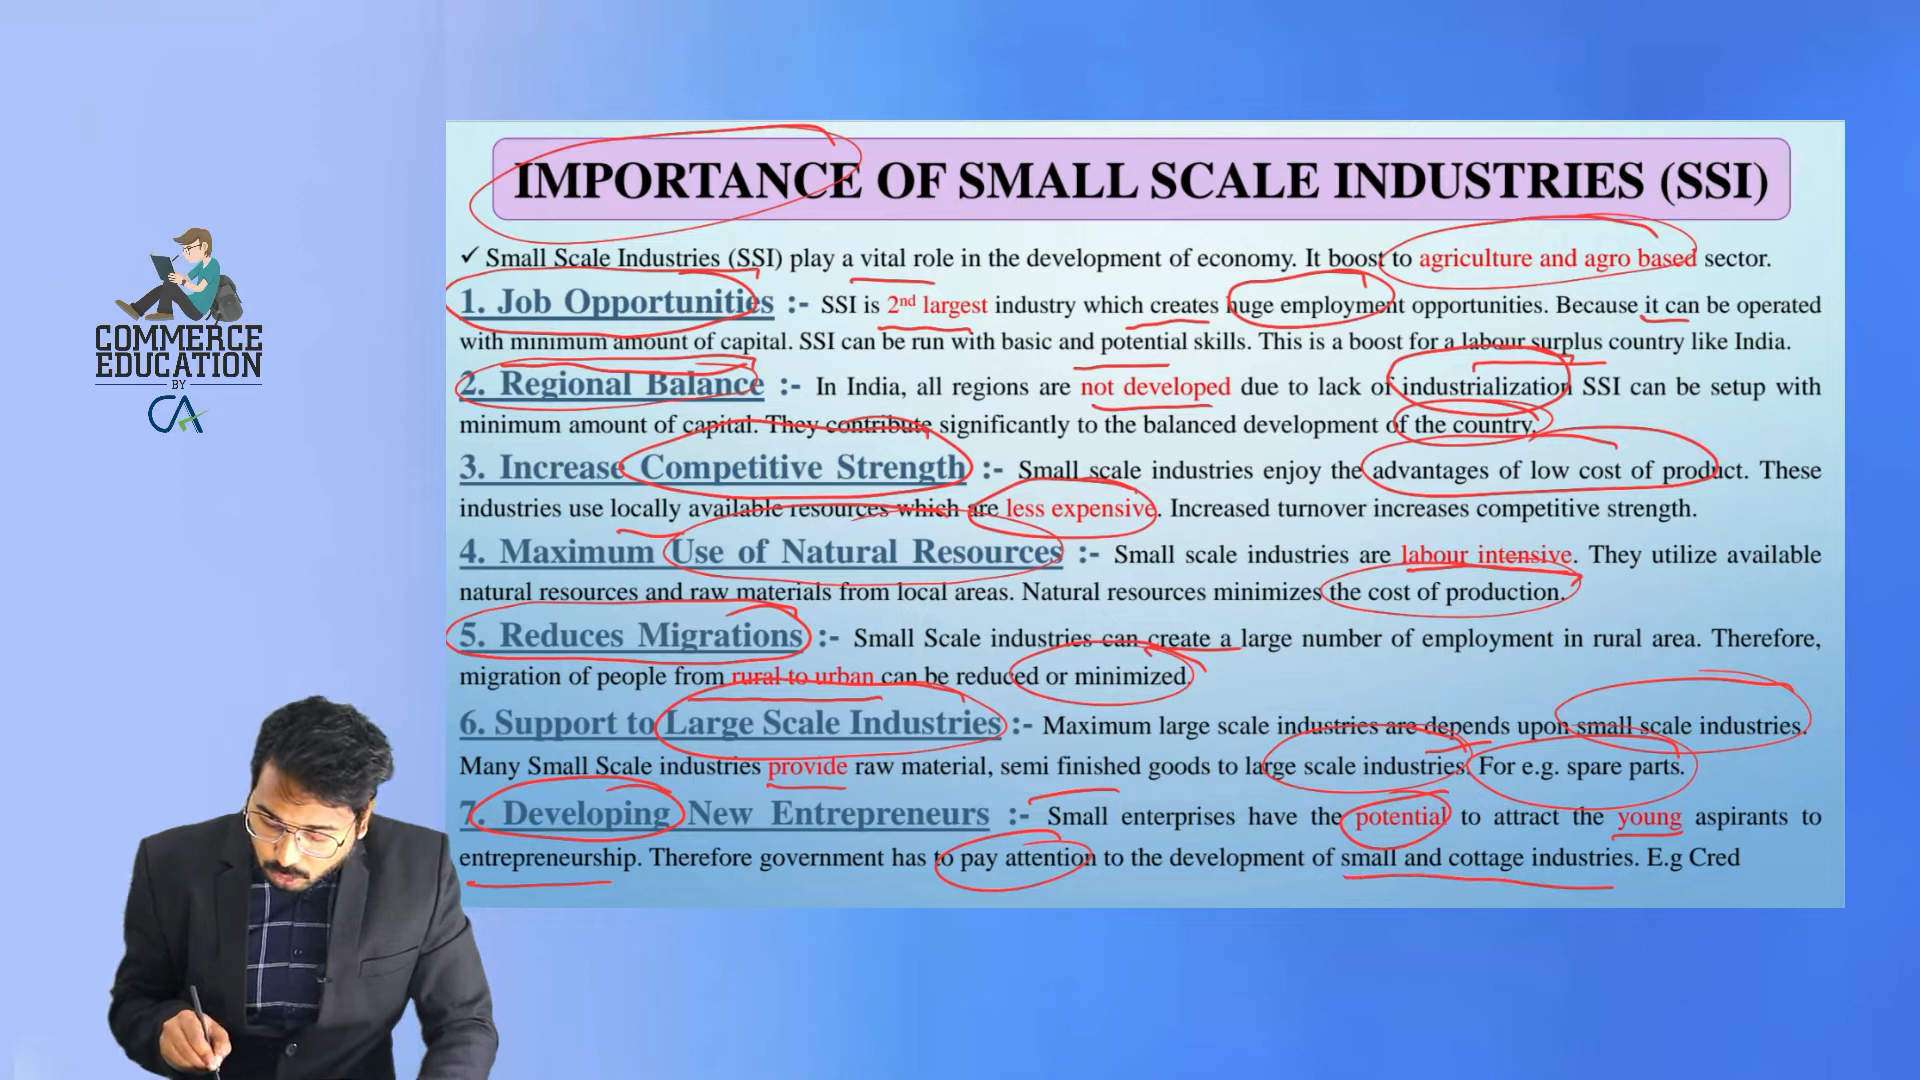 IMPORTANCE OF SMALL SCALE INDUSTRIES (SSI)
✓ Small Scale Industries (SSI) play a vital role in the development of economy. It boost to agriculture and agro based sector.
1. Job Opportunities :- SSI is 2nd largest industry which creates huge employment opportunities. Because it can be operated
with minimum amount of capital. SSI can be run with basic and potential skills. This is a boost for a labour surplus country like India.
2. Regional Balance :- In India, all regions are not developed due to lack of industrialization SSI can be setup with
minimum amount of capital. They contribute significantly to the balanced development of the country.
3. Increase Competitive Strength :- Small scale industries enjoy the advantages of low cost of product. These
industries use locally available resources which are less expensive. Increased turnover increases competitive strength.
4. Maximum Use of Natural Resources :- Small scale industries are labour intensive. They utilize available
natural resources and raw materials from local areas. Natural resources minimizes the cost of production.
5. Reduces Migrations :- Small Scale industries can create a large number of employment in rural area. Therefore,
migration of people from rural to urban can be reduced or minimized.
6. Support to Large Scale Industries :- Maximum large scale industries are depends upon small scale industries.
Many Small Scale industries provide raw material, semi finished goods to large scale industries. For e.g. spare parts.
7. Developing New Entrepreneurs :- Small enterprises have the potential to attract the young aspirants to
entrepreneurship. Therefore government has to pay attention to the development of small and cottage industries. E.g Cred
COMMERCE
EDUCATION
BY
CA